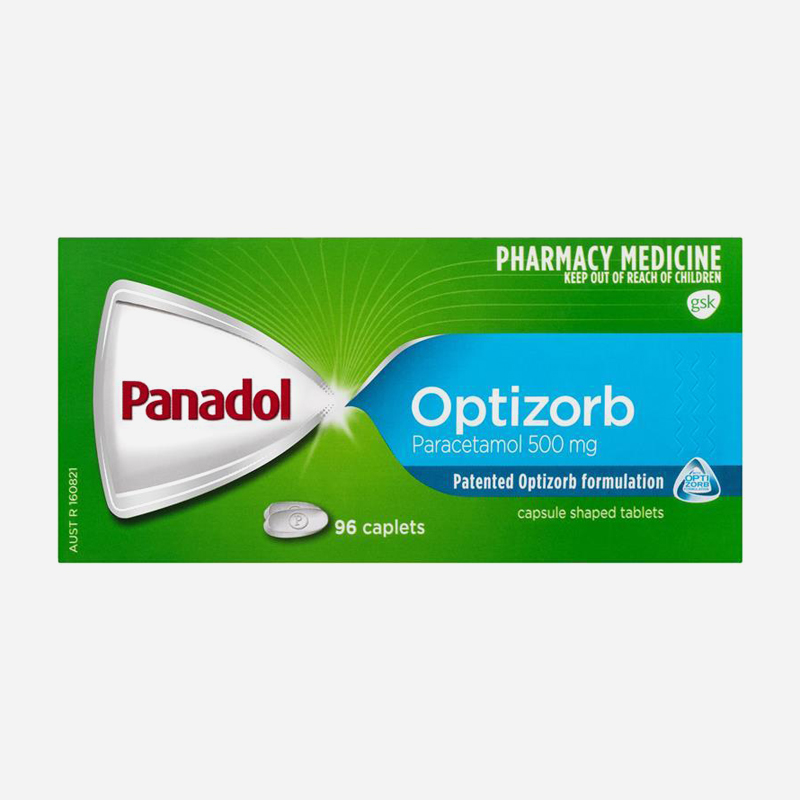 PHARMACY MEDICINE
KEEP OUT OF REACH OF CHILDREN
gsk
Panadol
Optizorb
Paracetamol 500 mg
Patented Optizorb formulation
OPTI
ZORB
capsule shaped tablets
P
96 caplets
AUST R 160821